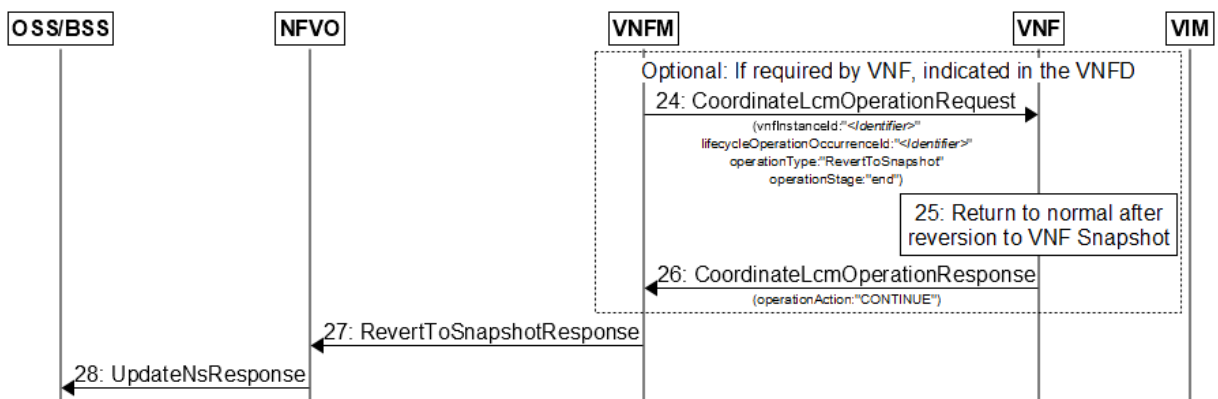 OSS/BSS NFVO VNFM VNF VIM
Optional: If required by VNF, indicated in the VNFD
24: CoordinateLcmOperationRequest
(vnfInstanceId:"<Identifier>"
lifecycleOperationOccurrenceId:"<Identifier>"
operationType:"RevertToSnapshot"
operationStage:"end")
25: Return to normal after
reversion to VNF Snapshot
26: CoordinateLcmOperationResponse
(operationAction:"CONTINUE")
27: RevertToSnapshotResponse
28: UpdateNsResponse